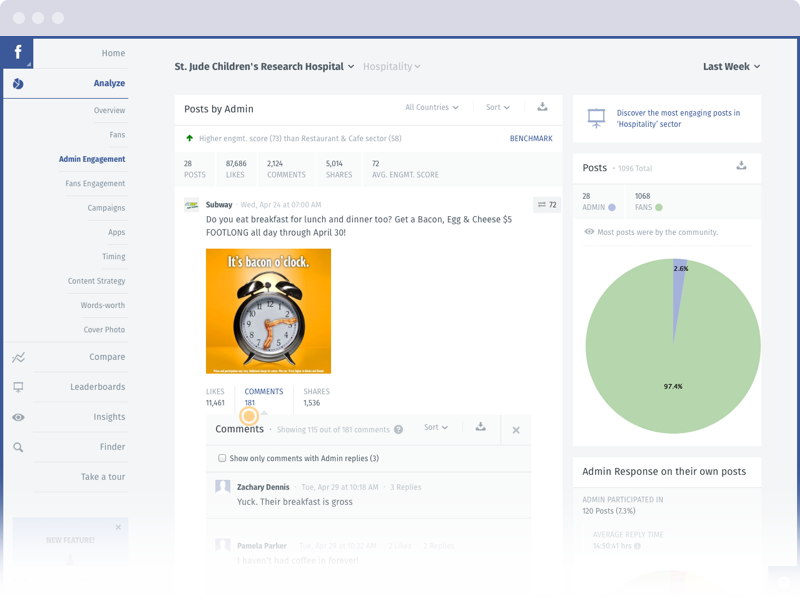 f
Home
Analyze
Overview
Fans
Admin Engagement
Fans Engagement
Campaigns
Apps
Timing
Content Strategy
Words-worth
Cover Photo
Compare
Leaderboards
Insights
Finder
Take a tour
NEW FEATURE!
St. Jude Children's Research Hospital
Hospitality
Last Week
Posts by Admin
All Countries
Sort
Higher engmt. score (73) than Restaurant & Cafe sector (58)
BENCHMARK
28 87,686 2,124 5,014 72
POSTS LIKES COMMENTS SHARES AVG. ENGMT. SCORE
Subway · Wed, Apr 24 at 07:00 AM
72
Do you eat breakfast for lunch and dinner too? Get a Bacon, Egg & Cheese $5
FOOTLONG all day through April 30!
It's bacon o'clock.
LIKES COMMENTS SHARES
11,461 181 1,536
Comments · Showing 115 out of 181 comments ?
Sort
Show only comments with Admin replies (3)
Zachary Dennis · Tue, Apr 29 at 10:18 AM · 3 Replies
Yuck. Their breakfast is gross
Pamela Parker · Tue, Apr 29 at 10:22 AM · 3 Likes · 2 Replies
I haven't had coffee in forever!
Discover the most engaging posts in
'Hospitality' sector
Posts · 1096 Total
28 1068
ADMIN FANS
Most posts were by the community.
2.6%
97.4%
Admin Response on their own posts
ADMIN PARTICIPATED IN
120 Posts (7.3%)
AVERAGE REPLY TIME
14:50:41 hrs